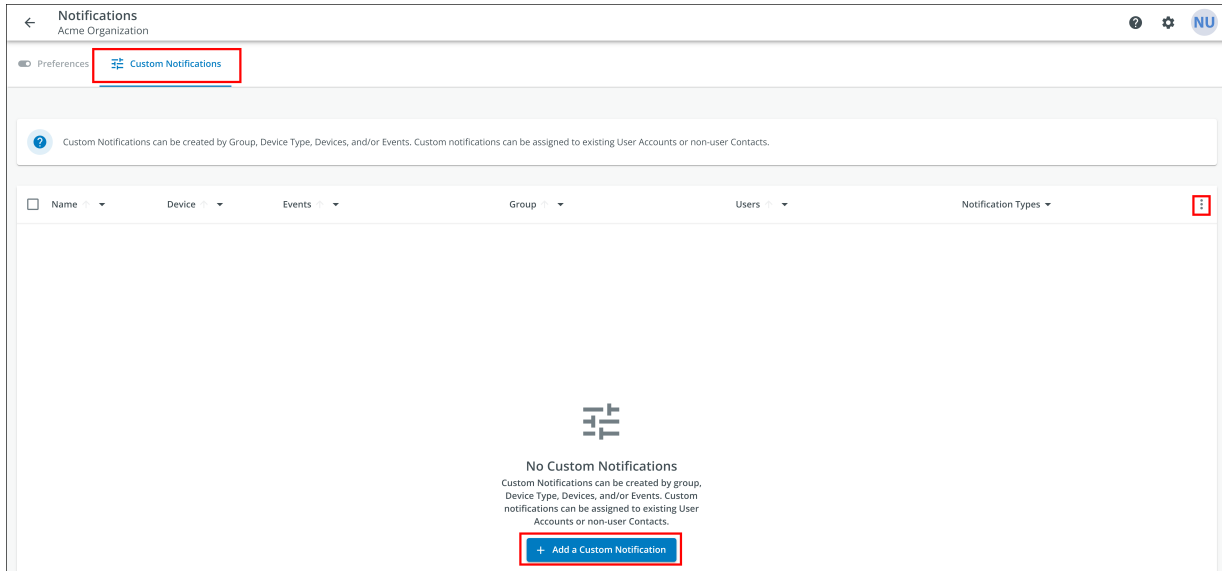 Notifications
Acme Organization
NU
Preferences
Custom Notifications
Custom Notifications can be created by Group, Device Type, Devices, and/or Events. Custom notifications can be assigned to existing User Accounts or non-user Contacts.
Name Device Events Group Users Notification Types
No Custom Notifications
Custom Notifications can be created by group,
Device Type, Devices, and/or Events. Custom
notifications can be assigned to existing User
Accounts or non-user Contacts.
+ Add a Custom Notification